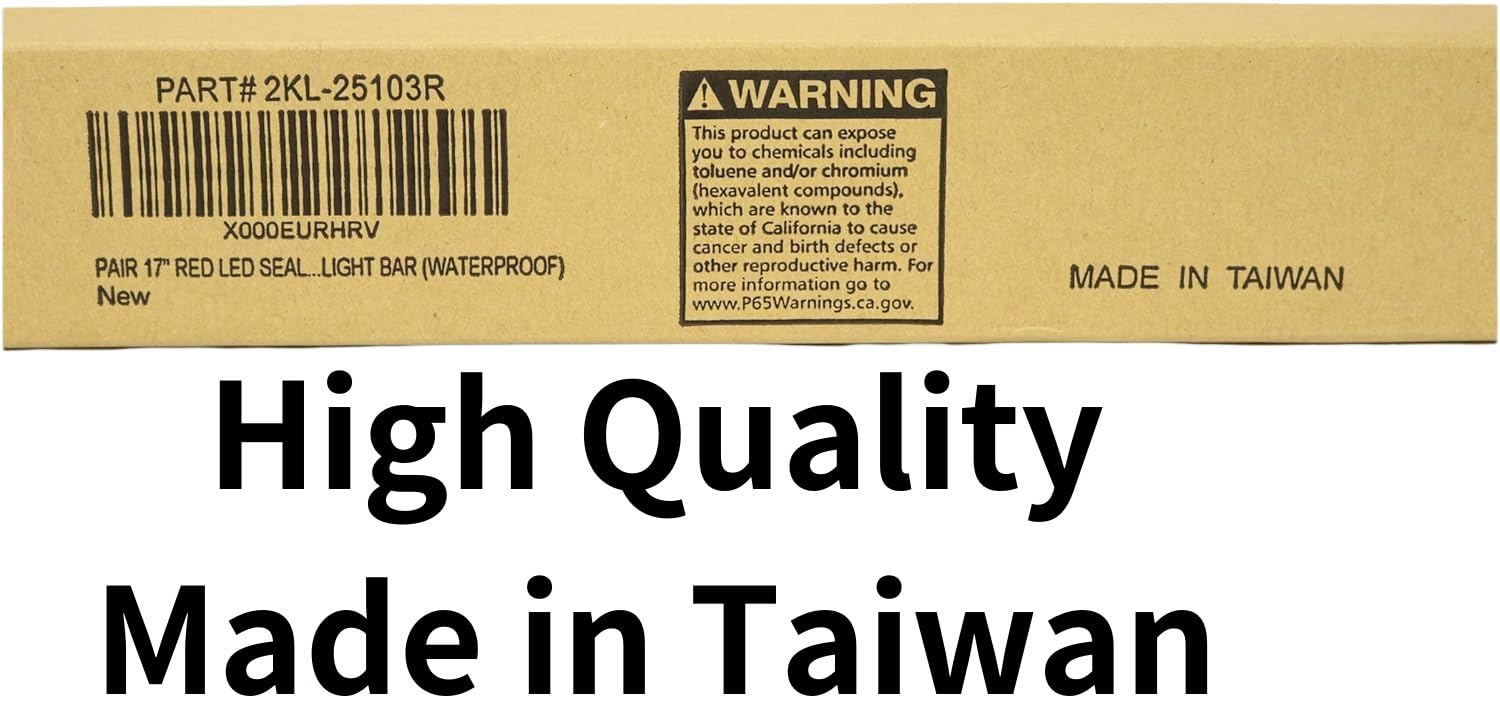 PART# 2KL-25103R
X000EURHRV
PAIR 17" RED LED SEAL...LIGHT BAR (WATERPROOF)
New
WARNING
This product can expose
you to chemicals including
toluene and/or chromium
(hexavalent compounds),
which are known to the
state of California to cause
cancer and birth defects or
other reproductive harm. For
more information go to
www.P65Warnings.ca.gov.
MADE IN TAIWAN
High Quality
Made in Taiwan